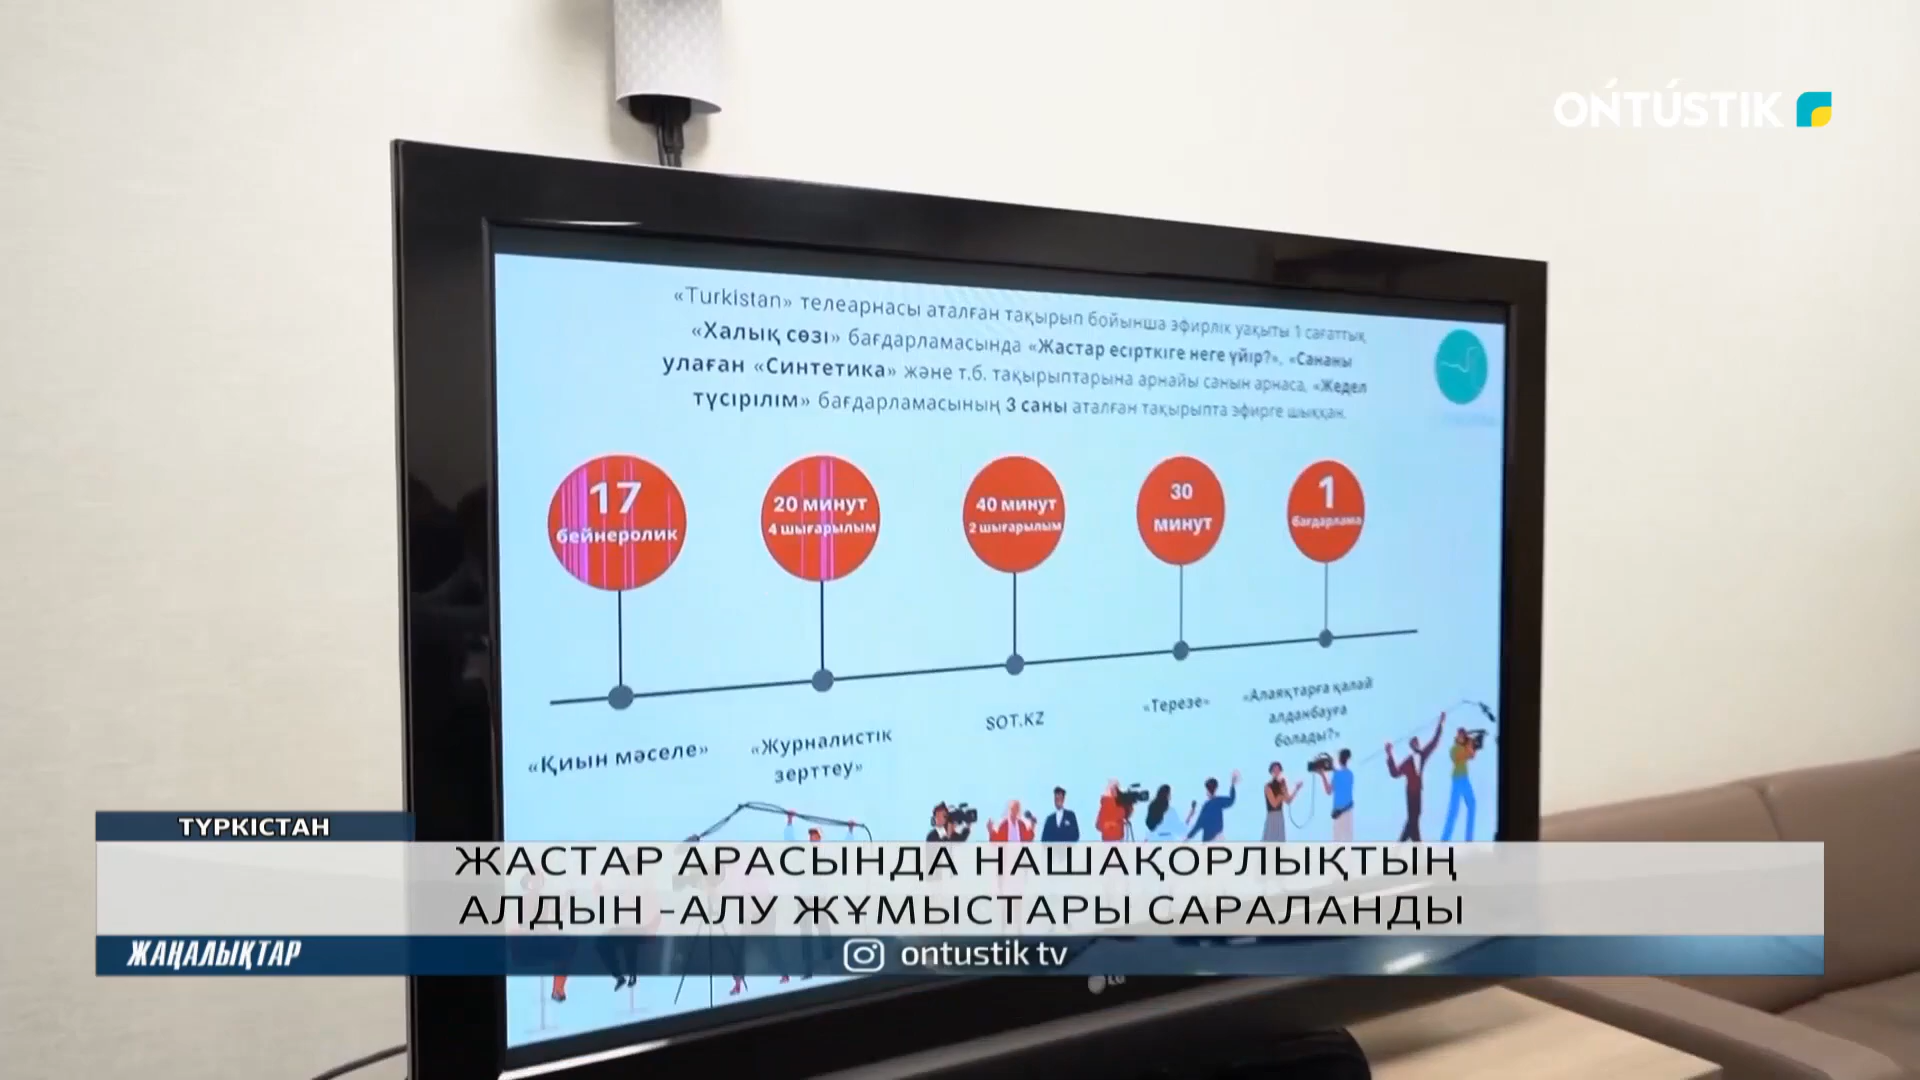 OŃTÚSTIK
«Turkistan» телеарнасы аталған тақырып бойынша эфирлік уақыты 1 сағаттық
«Халық сөзі» бағдарламасында «Жастар есірткіге неге үйір?», «Сананы
улаған «Синтетика» және т.б. тақырыптарына арнайы санын арнаса, «Жедел
түсірілім» бағдарламасының 3 саны аталған тақырыпта эфирге шыққан.
17
бейнеролик
20 минут
4 шығарылым
40 минут
2 шығарылым
30
минут
1
бағдарлама
«Қиын мәселе»
«Журналистік
зерттеу»
SOT.KZ
«Терезе»
«Алаяқтарға қалай
алданбауға
болады?»
ТҮРКІСТАН
ЖАСТАР АРАСЫНДА НАШАҚОРЛЫҚТЫҢ
АЛДЫН -АЛУ ЖҰМЫСТАРЫ САРАЛАНДЫ
ЖАҢАЛЫҚТАР
ontustik tv
LG